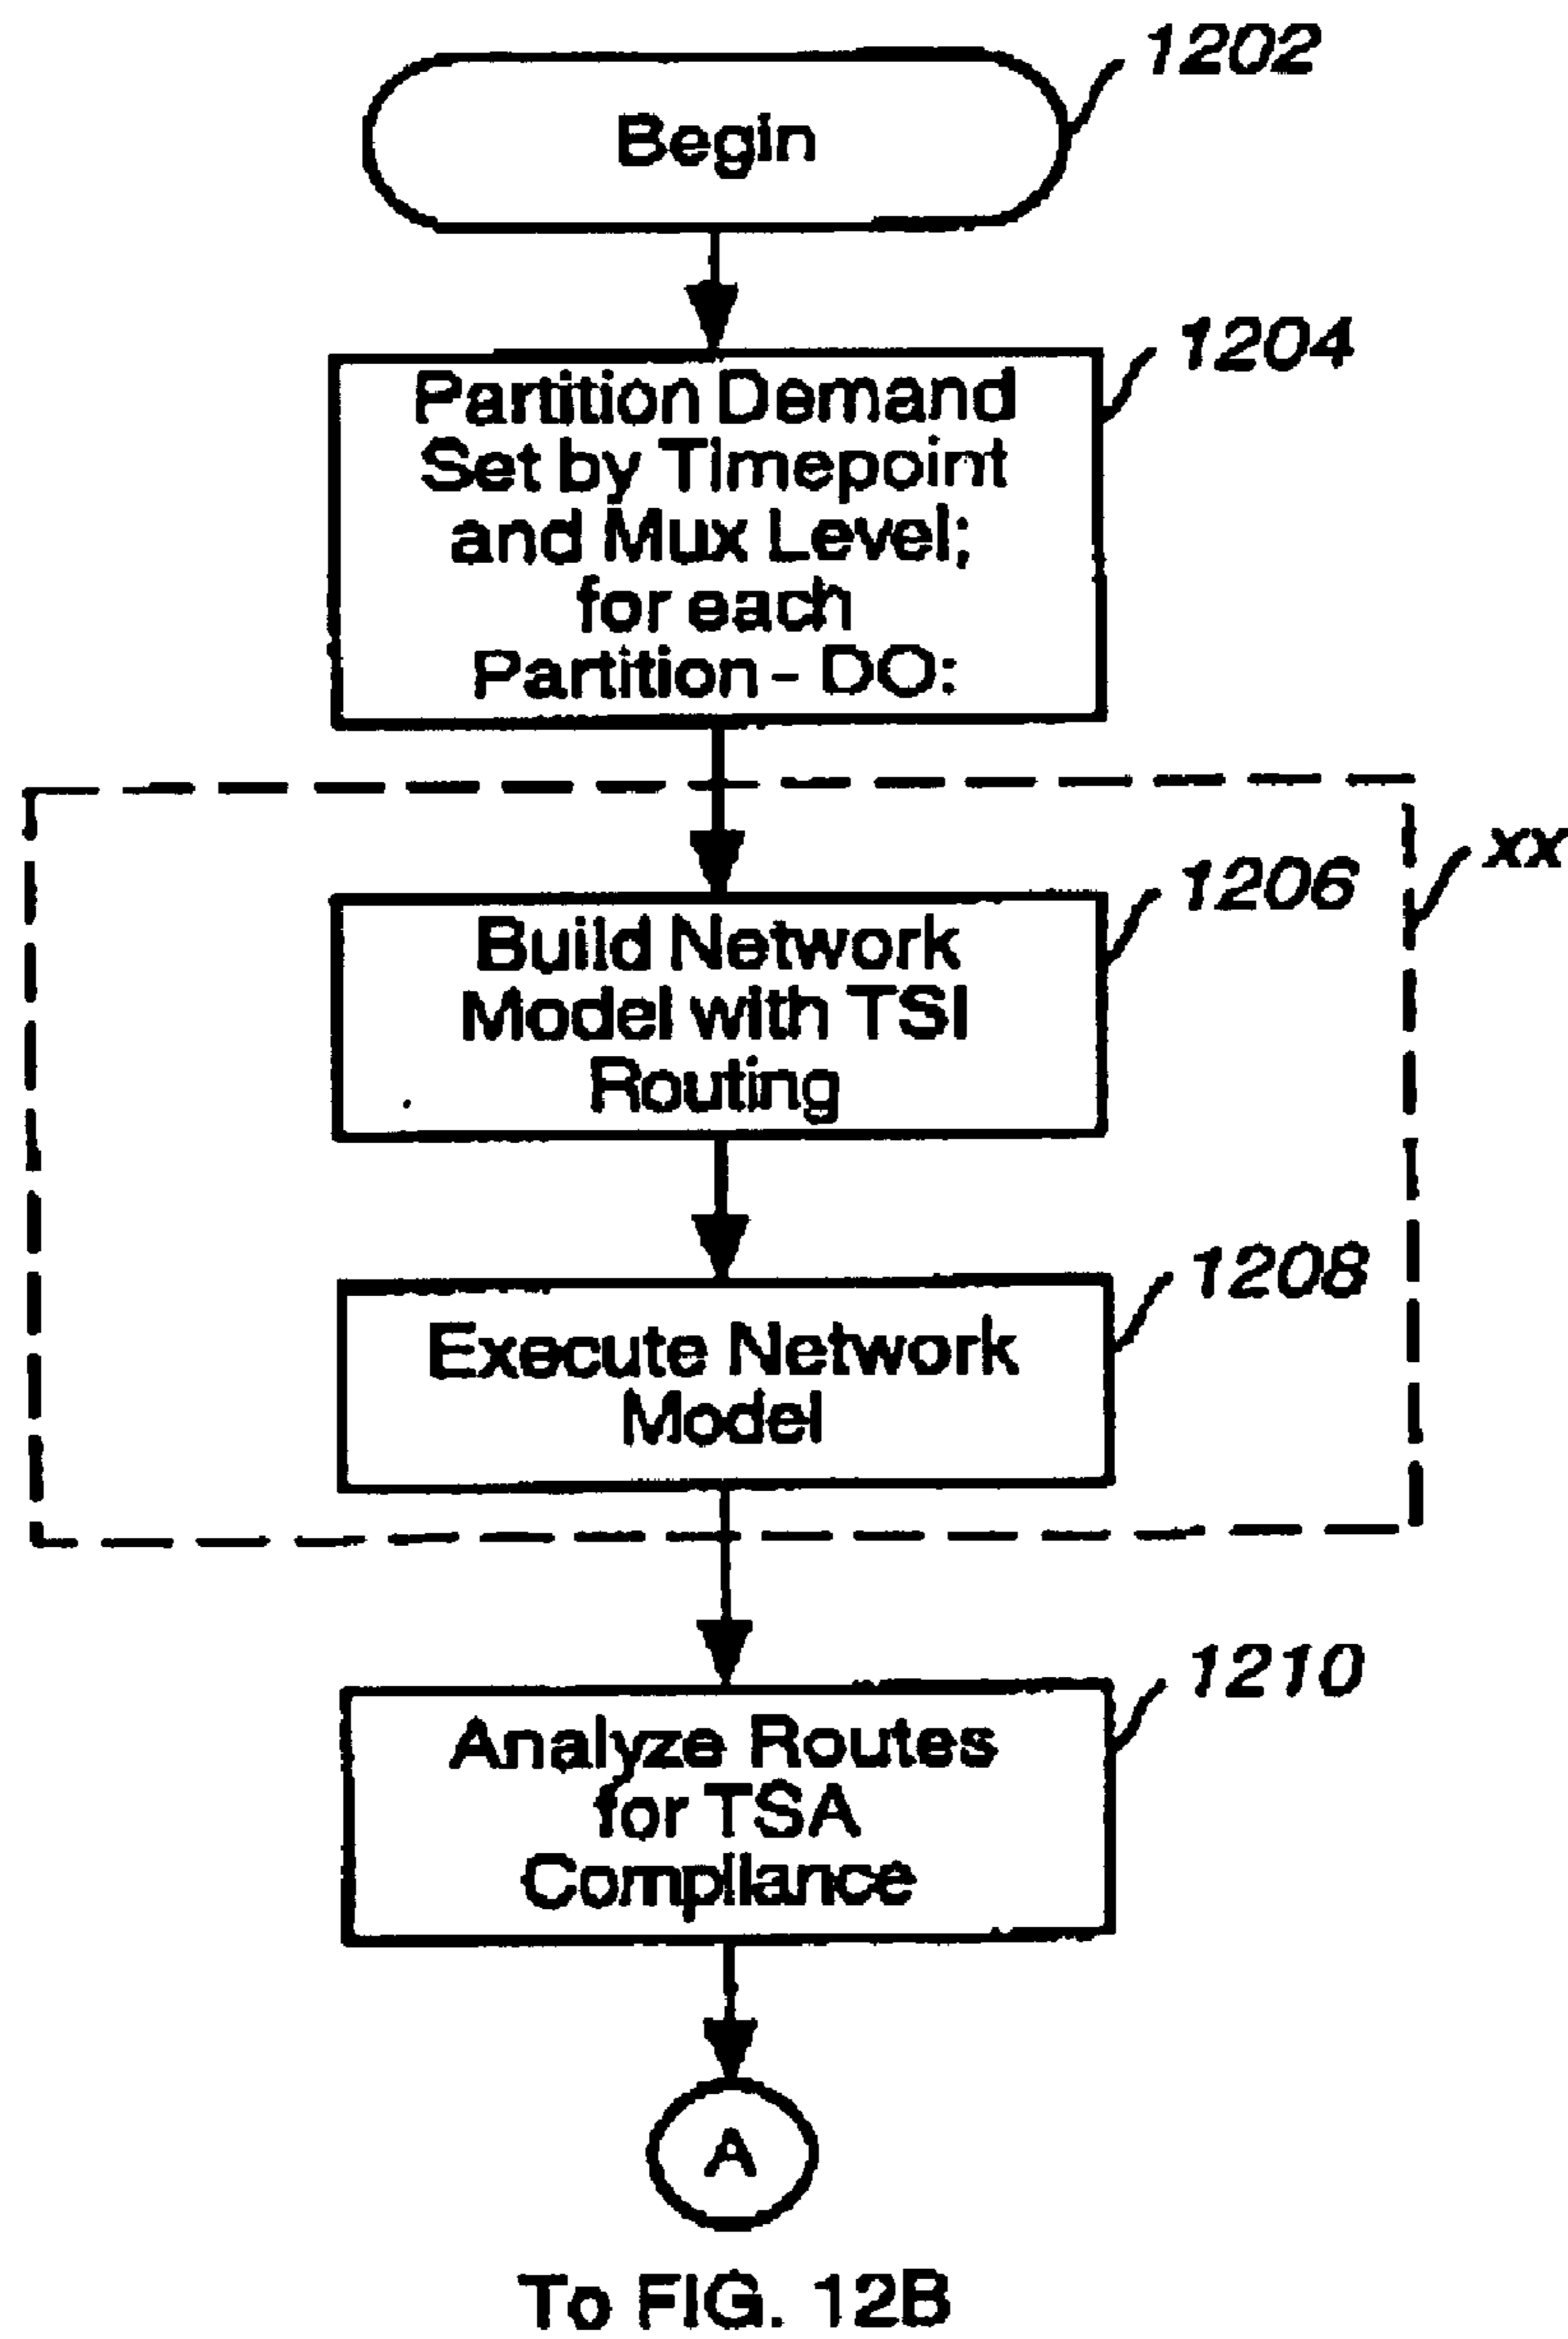 1202
Begin
1204
Partition Demand
Set by Timepoint
and Mux Level;
for each
Partition - DO:
xx
1206
Build Network
Model with TSI
Routing
1208
Execute Network
Model
1210
Analyze Routes
for TSA
Compliance
A
To FIG. 12B